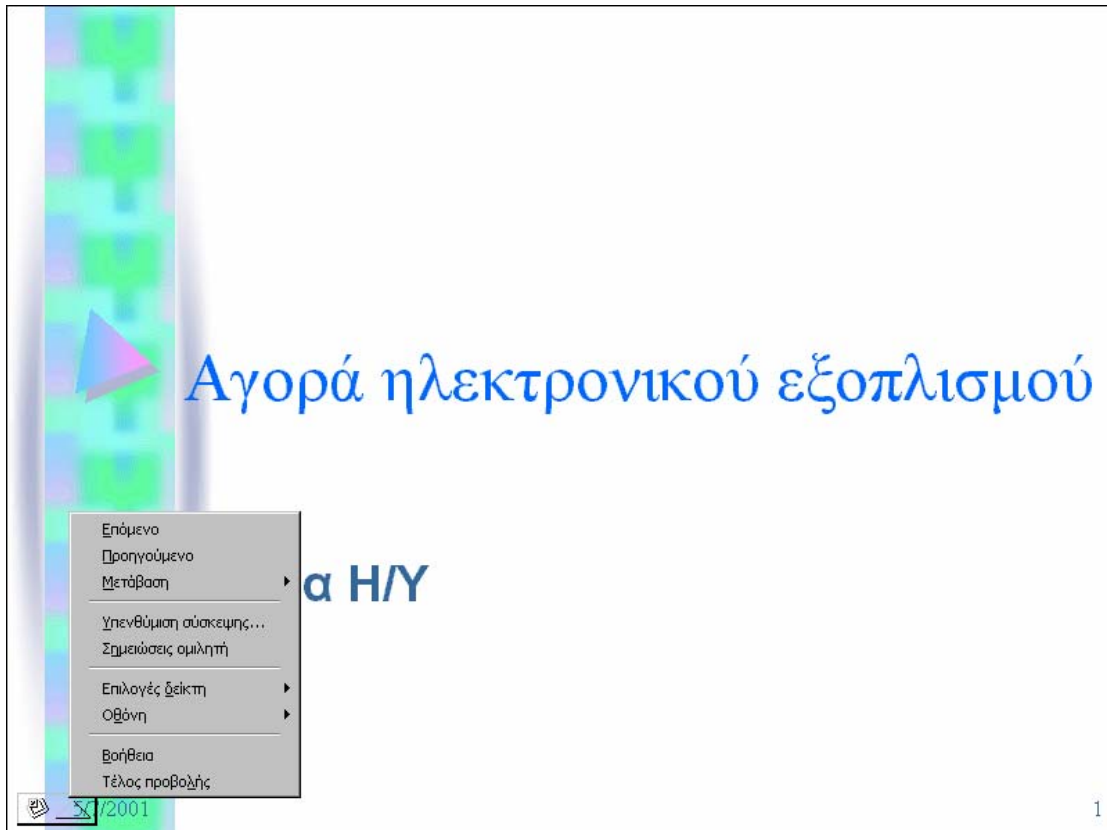 Αγορά ηλεκτρονικού εξοπλισμού
α Η/Υ
Επόμενο
Προηγούμενο
Μετάβαση
Υπενθύμιση σύσκεψης...
Σημειώσεις ομιλητή
Επιλογές δείκτη
Οθόνη
Βοήθεια
Τέλος προβολής
/2001
1